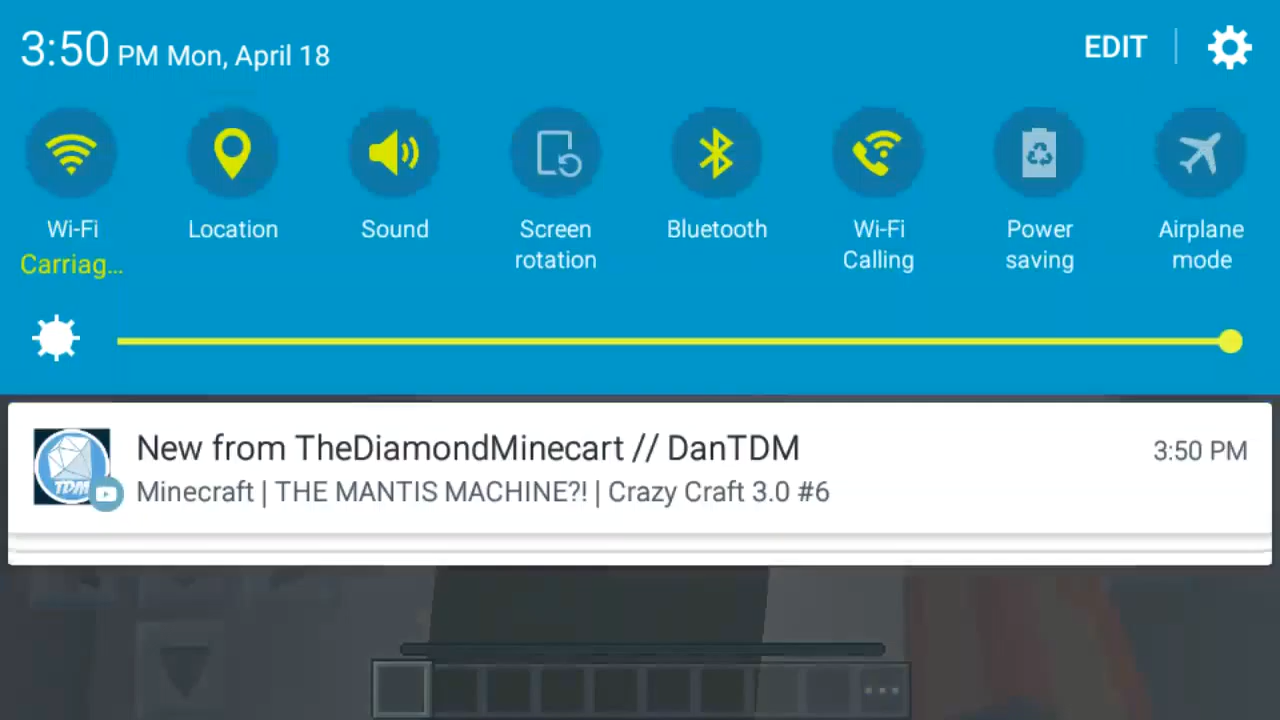 3:50 PM Mon, April 18
EDIT
Wi-Fi
Carriag...
Location
Sound
Screen
rotation
Bluetooth
Wi-Fi
Calling
Power
saving
Airplane
mode
New from TheDiamondMinecart // DanTDM
3:50 PM
TDM
Minecraft | THE MANTIS MACHINE?! | Crazy Craft 3.0 #6